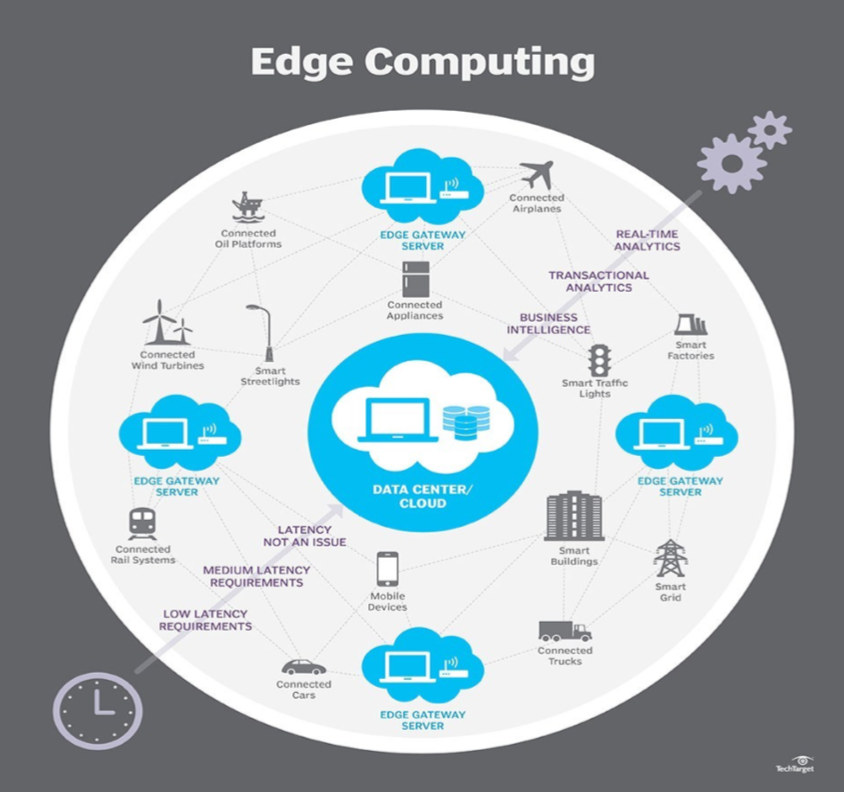 Edge Computing
EDGE GATEWAY
SERVER
Connected
Airplanes
Connected
Oil Platforms
REAL-TIME
ANALYTICS
TRANSACTIONAL
ANALYTICS
BUSINESS
INTELLIGENCE
Connected
Appliances
Connected
Wind Turbines
Smart
Streetlights
Smart Traffic
Lights
Smart
Factories
EDGE GATEWAY
SERVER
DATA CENTER/
CLOUD
EDGE GATEWAY
SERVER
Connected
Rail Systems
LATENCY
NOT AN ISSUE
MEDIUM LATENCY
REQUIREMENTS
LOW LATENCY
REQUIREMENTS
Mobile
Devices
Smart
Buildings
Smart
Grid
Connected
Trucks
Connected
Cars
EDGE GATEWAY
SERVER
TechTarget